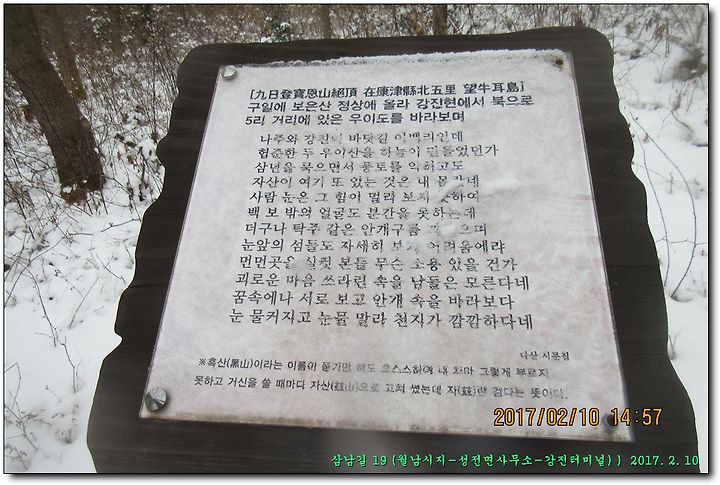 [九日登寶恩山絕頂 在康津縣北五里 望牛耳島]
구일에 보은산 정상에 올라 강진현에서 북으로
5리 거리에 있은 우이도를 바라보며
나주와 강진이 바닷길 이백리인데
험준한 두 우이산을 하늘이 만들었던가
삼년을 묵으면서 풍토를 익히고도
자산이 여기 또 있는 것은 내 몰랐네
사람 눈은 그 힘이 멀리 보지 못하여
백 보 밖의 얼굴도 분간을 못하는데
더구나 탁주 같은 안개구름
눈앞의 섬들도 자세히 보기 어려움에랴
먼먼곳을 실컷 본들 무슨 소용 있을 건가
괴로운 마음 쓰라린 속을 남들은 모른다네
꿈속에나 서로 보고 안개 속을 바라보다
눈 물커지고 눈물 말라 천지가 깜깜하다네
다산 시문집
※흑산(黑山)이라는 이름이 듣기만 해도 으스스하여 내 차마 그렇게 부르지
못하고 거신을 쓸 때마다 자산(玆山)으로 고쳐 썼는데 자(玆)란 검다는 뜻이다.
2017/02/10 14:57
삼남길 19(월남사지-성전면사무소-강진터미널)) 2017.2.10